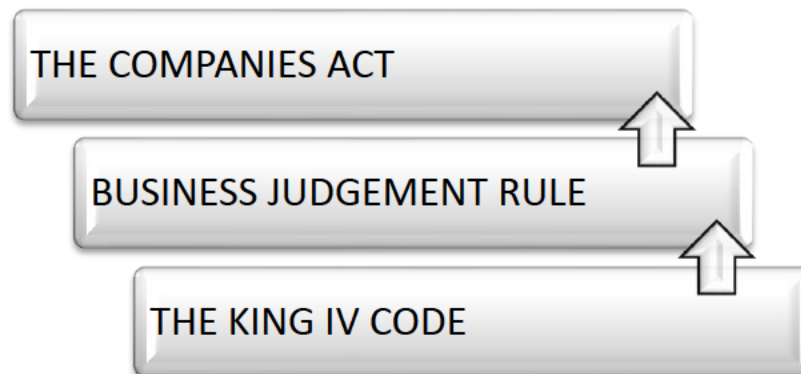 THE COMPANIES ACT
BUSINESS JUDGEMENT RULE
THE KING IV CODE